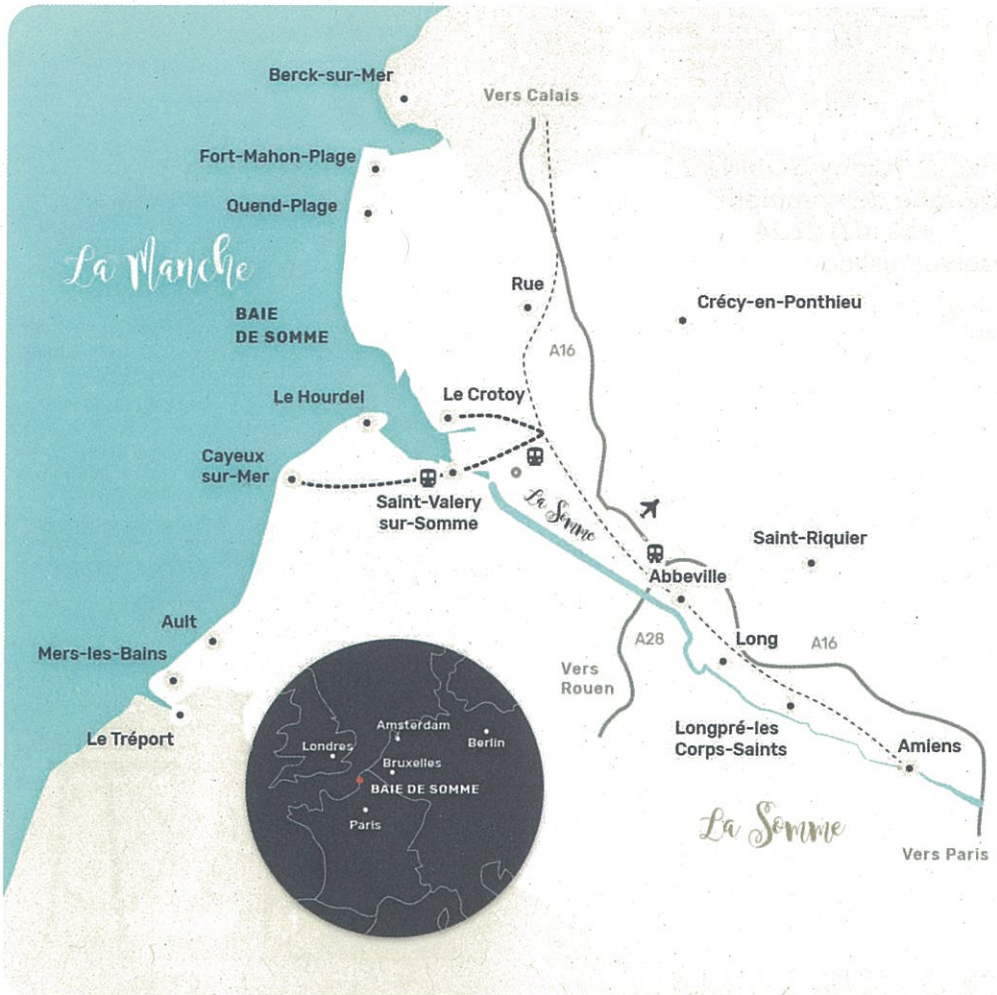 Berck-sur-Mer
Vers Calais
Fort-Mahon-Plage
Quend-Plage
La Manche
Rue
Crécy-en-Ponthieu
BAIE
DE SOMME
A16
Le Hourdel
Le Crotoy
Cayeux
sur-Mer
Saint-Valery
sur-Somme
La Somme
Saint-Riquier
Abbeville
Ault
A28
Long
A16
Mers-les-Bains
Vers
Rouen
Le Tréport
Longpré-les
Corps-Saints
Amiens
Amsterdam
Londres
Berlin
Bruxelles
BAIE DE SOMME
Paris
La Somme
Vers Paris